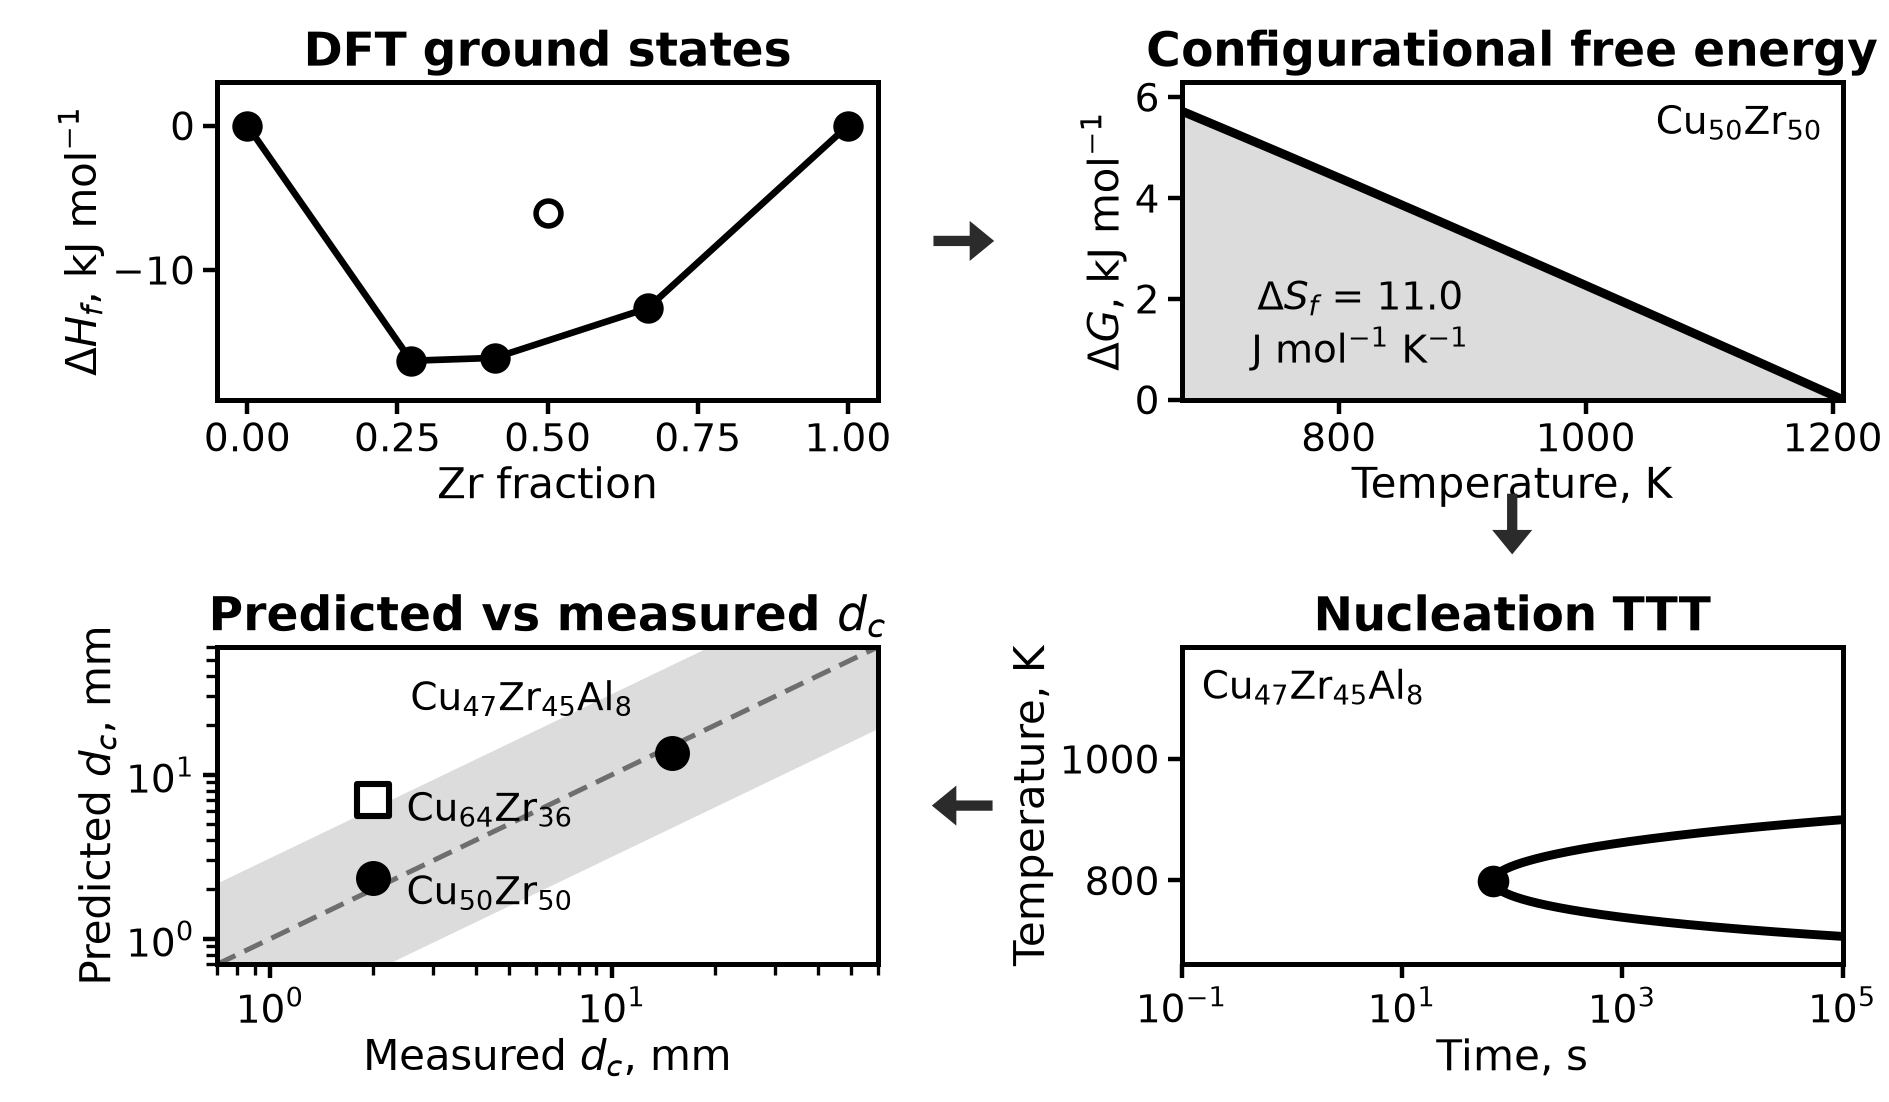 DFT ground states
ΔH_f, kJ mol⁻¹
0
−10
0.00 0.25 0.50 0.75 1.00
Zr fraction
Configurational free energy
ΔG, kJ mol⁻¹
6
4
2
0
Cu₅₀Zr₅₀
ΔS_f = 11.0
J mol⁻¹ K⁻¹
800 1000 1200
Temperature, K
Predicted vs measured d_c
Predicted d_c, mm
10¹
10⁰
Cu₄₇Zr₄₅Al₈
Cu₆₄Zr₃₆
Cu₅₀Zr₅₀
10⁰ 10¹
Measured d_c, mm
Nucleation TTT
Temperature, K
1000
800
Cu₄₇Zr₄₅Al₈
10⁻¹ 10¹ 10³ 10⁵
Time, s